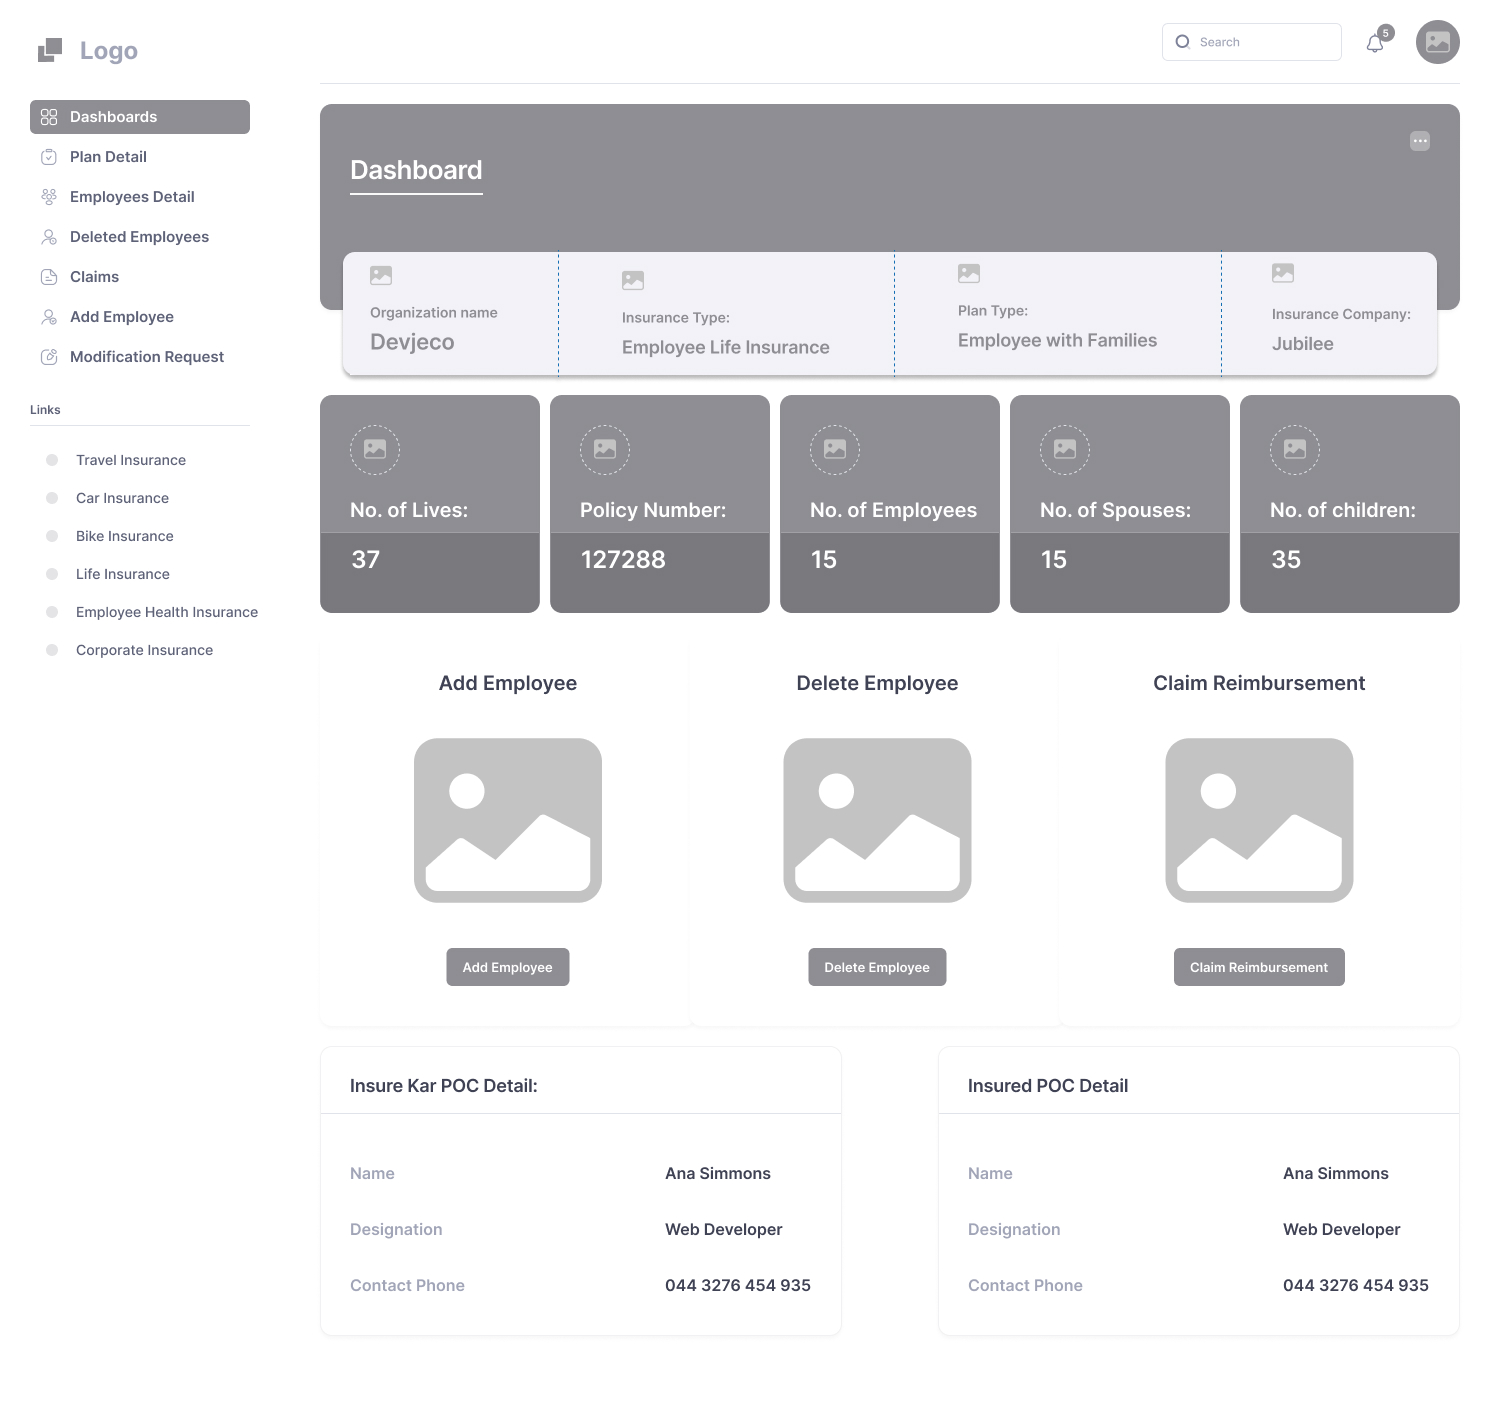 Logo
Search
5
Dashboards
Plan Detail
Employees Detail
Deleted Employees
Claims
Add Employee
Modification Request
Links
Travel Insurance
Car Insurance
Bike Insurance
Life Insurance
Employee Health Insurance
Corporate Insurance
Dashboard
Organization name
Devjeco
Insurance Type:
Employee Life Insurance
Plan Type:
Employee with Families
Insurance Company:
Jubilee
No. of Lives:
37
Policy Number:
127288
No. of Employees
15
No. of Spouses:
15
No. of children:
35
Add Employee
Add Employee
Delete Employee
Delete Employee
Claim Reimbursement
Claim Reimbursement
Insure Kar POC Detail:
Name Ana Simmons
Designation Web Developer
Contact Phone 044 3276 454 935
Insured POC Detail
Name Ana Simmons
Designation Web Developer
Contact Phone 044 3276 454 935